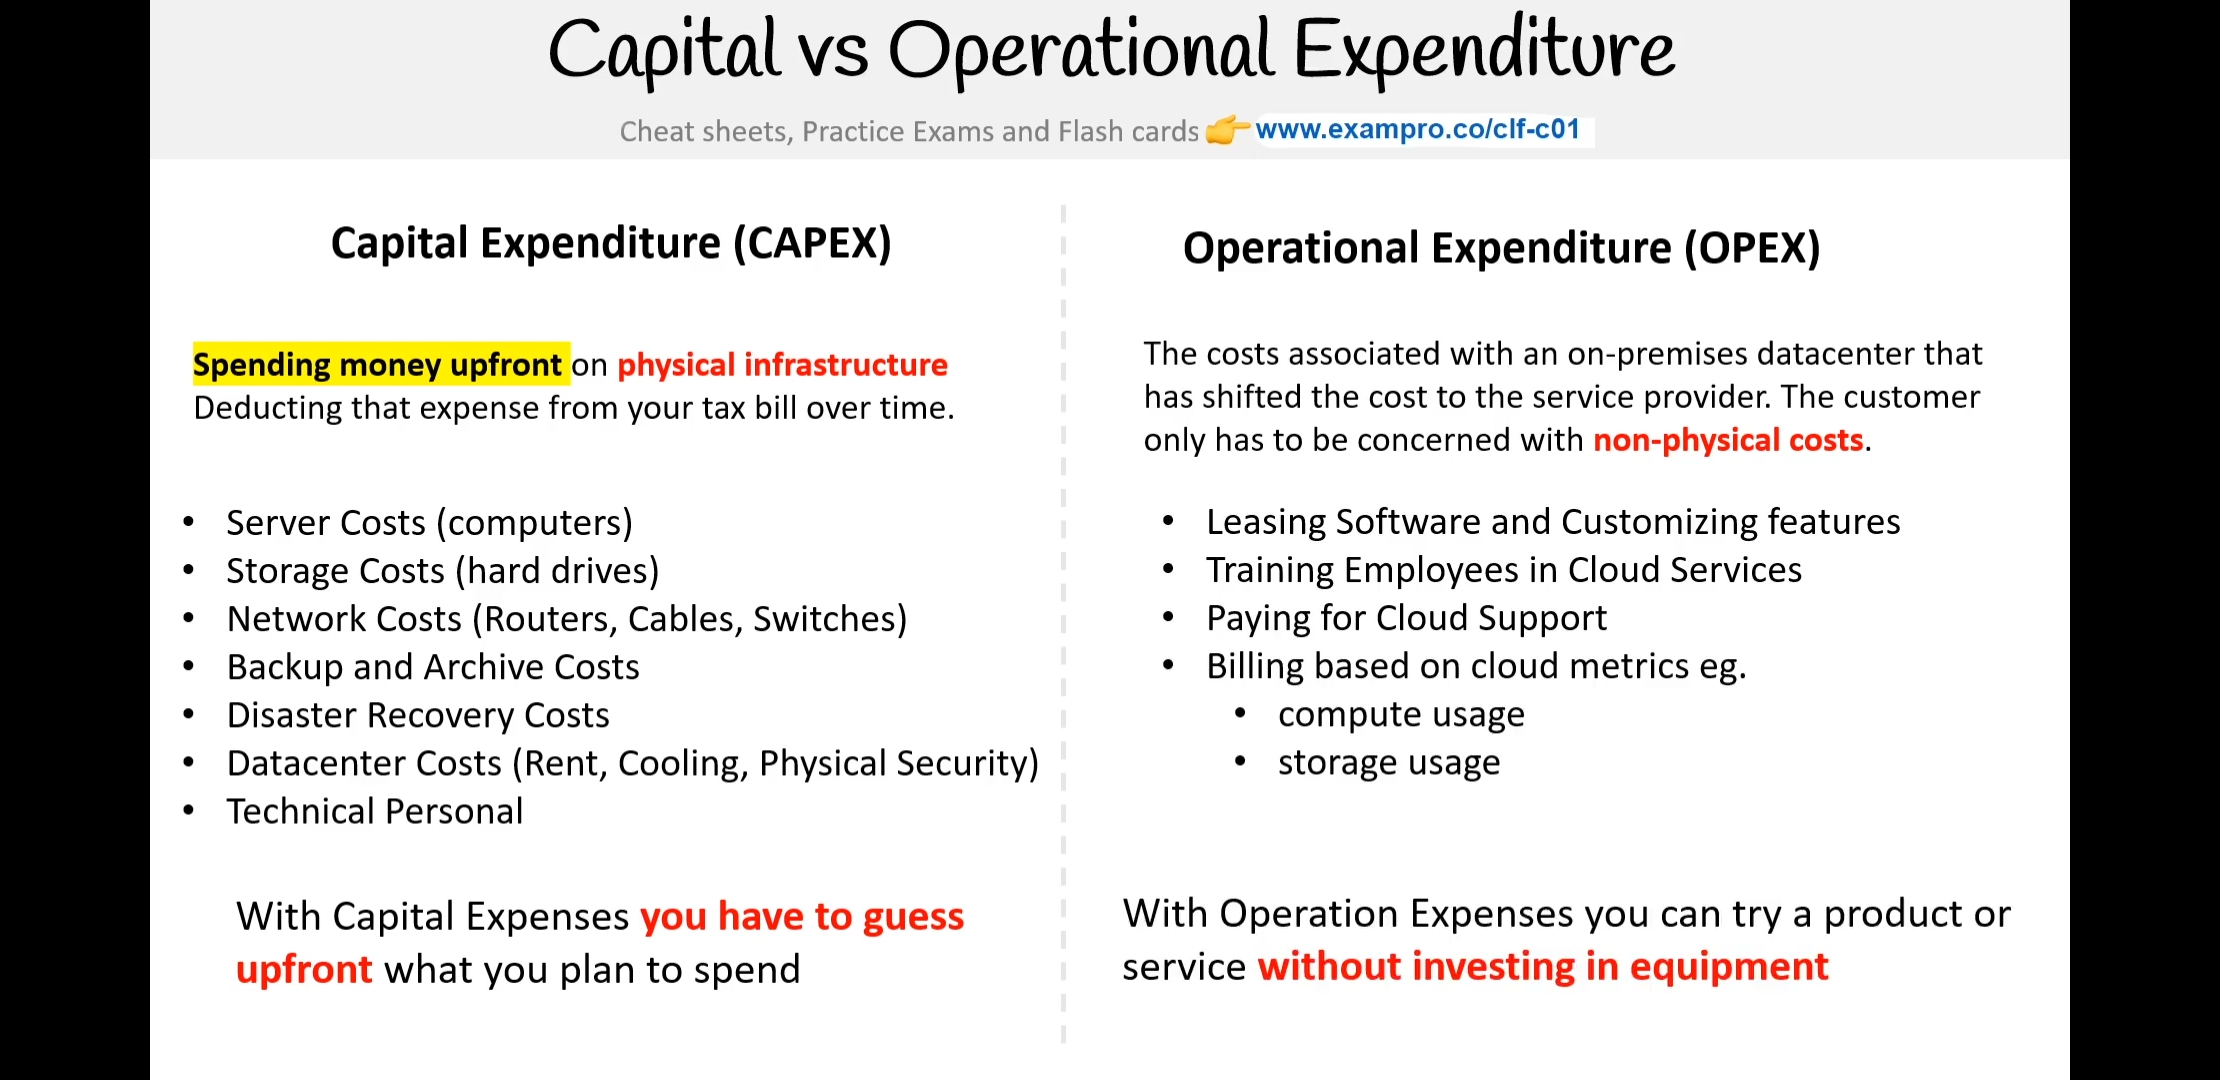 Capital vs Operational Expenditure
Cheat sheets, Practice Exams and Flash cards 👉 www.exampro.co/clf-c01
Capital Expenditure (CAPEX)
Spending money upfront on physical infrastructure
Deducting that expense from your tax bill over time.
• Server Costs (computers)
• Storage Costs (hard drives)
• Network Costs (Routers, Cables, Switches)
• Backup and Archive Costs
• Disaster Recovery Costs
• Datacenter Costs (Rent, Cooling, Physical Security)
• Technical Personal
With Capital Expenses you have to guess
upfront what you plan to spend
Operational Expenditure (OPEX)
The costs associated with an on-premises datacenter that
has shifted the cost to the service provider. The customer
only has to be concerned with non-physical costs.
• Leasing Software and Customizing features
• Training Employees in Cloud Services
• Paying for Cloud Support
• Billing based on cloud metrics eg.
• compute usage
• storage usage
With Operation Expenses you can try a product or
service without investing in equipment